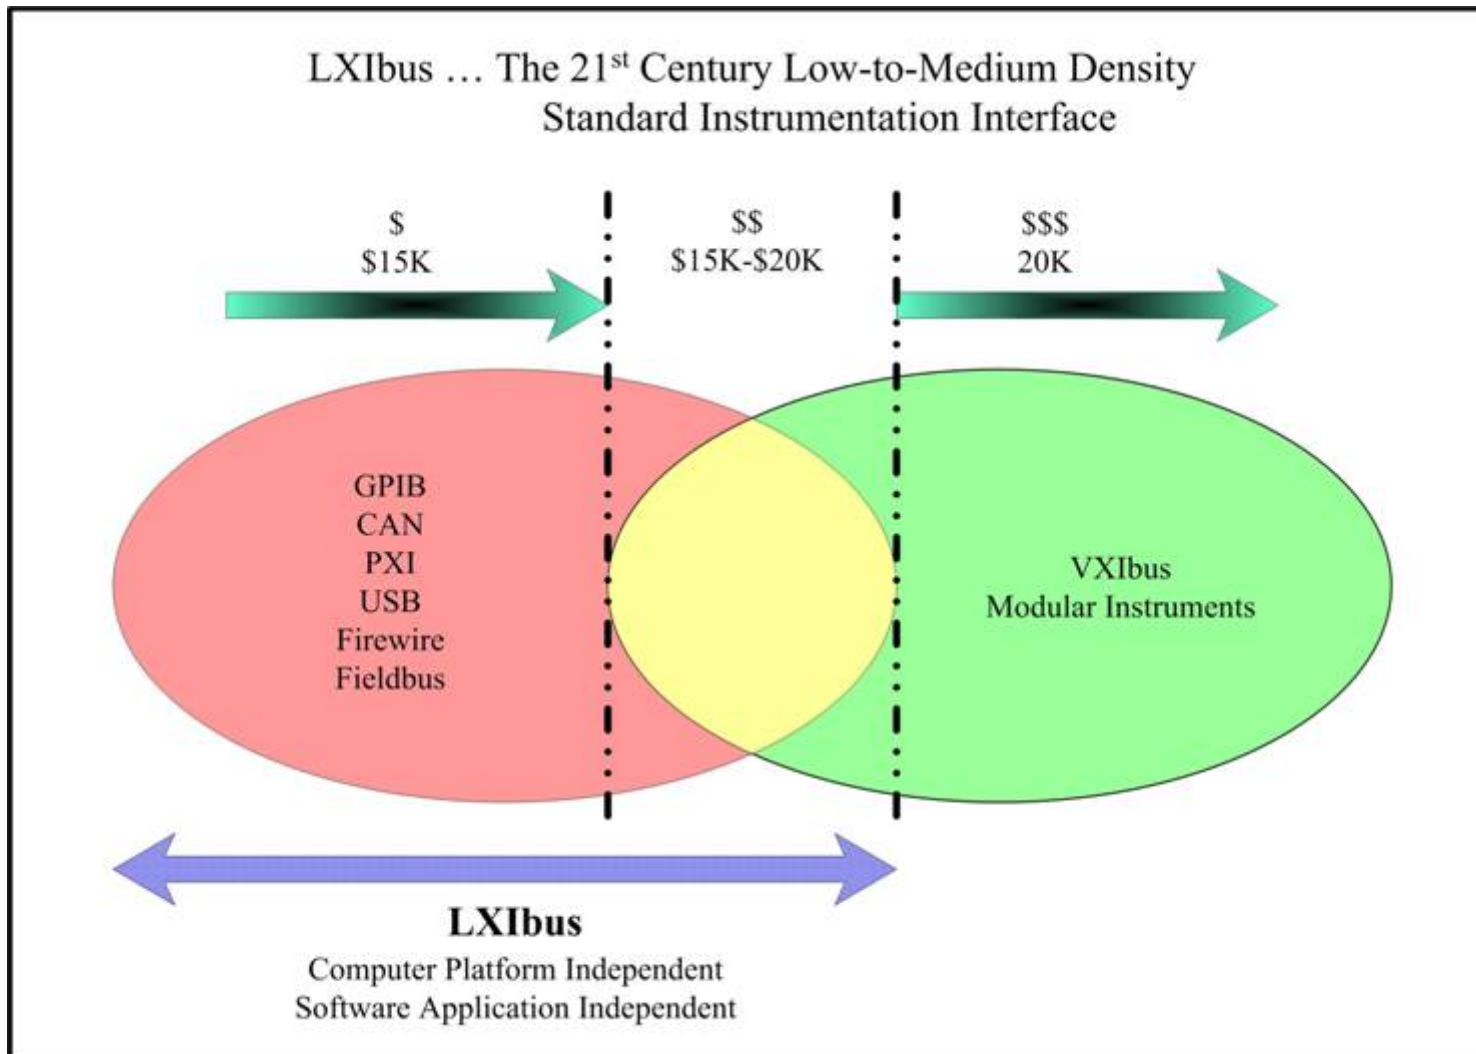 LXIbus ... The 21st Century Low-to-Medium Density
Standard Instrumentation Interface
$
$15K
$$
$15K-$20K
$$$
20K
GPIB
CAN
PXI
USB
Firewire
Fieldbus
VXIbus
Modular Instruments
LXIbus
Computer Platform Independent
Software Application Independent